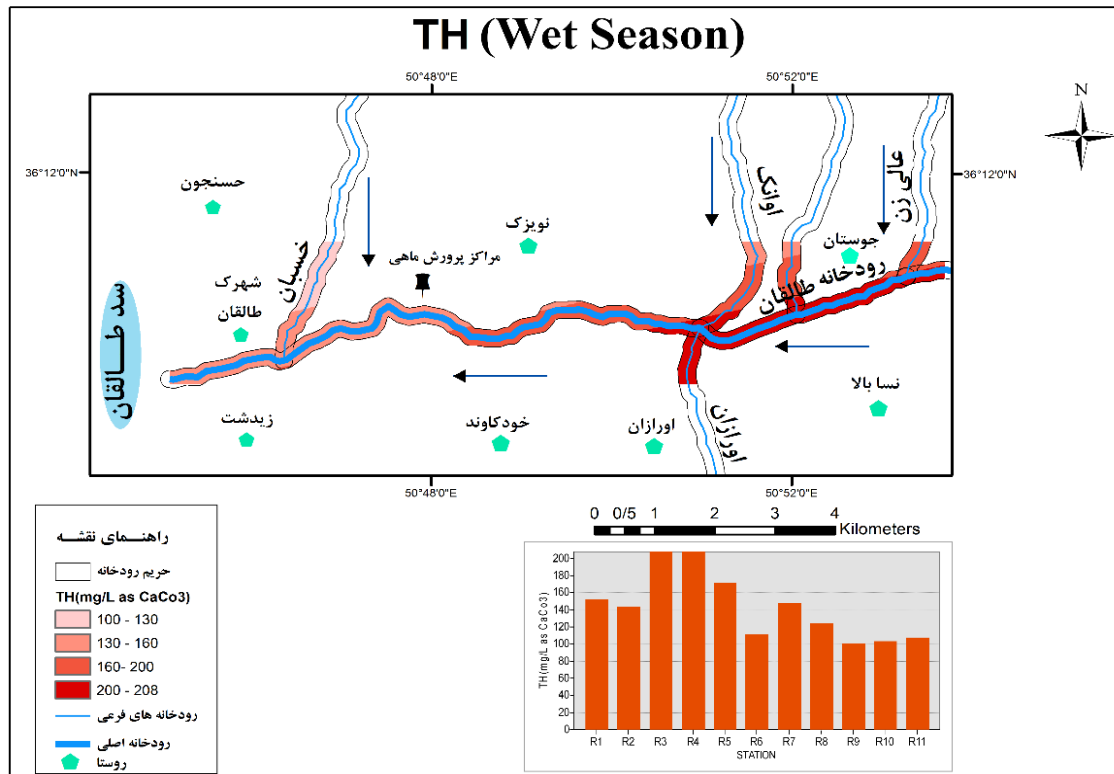 TH (Wet Season)
50°48'0"E
50°52'0"E
N
36°12'0"N
36°12'0"N
حسنجون
نویزک
اوانک
عالی زن
جوستان
مراکز پرورش ماهی
خسبان
شهرک
طالقان
رودخانه طالقان
سد طالقان
نسا بالا
زیدشت
خودکاوند
اورازان
اورازان
50°48'0"E
50°52'0"E
0 0/5 1 2 3 4
Kilometers
راهنمای نقشه
حریم رودخانه
TH(mg/L as CaCo3)
100 - 130
130 - 160
160- 200
200 - 208
رودخانه های فرعی
رودخانه اصلی
روستا
TH(mg/L as CaCo3)
200
180
160
140
120
100
80
60
40
20
0
R1 R2 R3 R4 R5 R6 R7 R8 R9 R10 R11
STATION